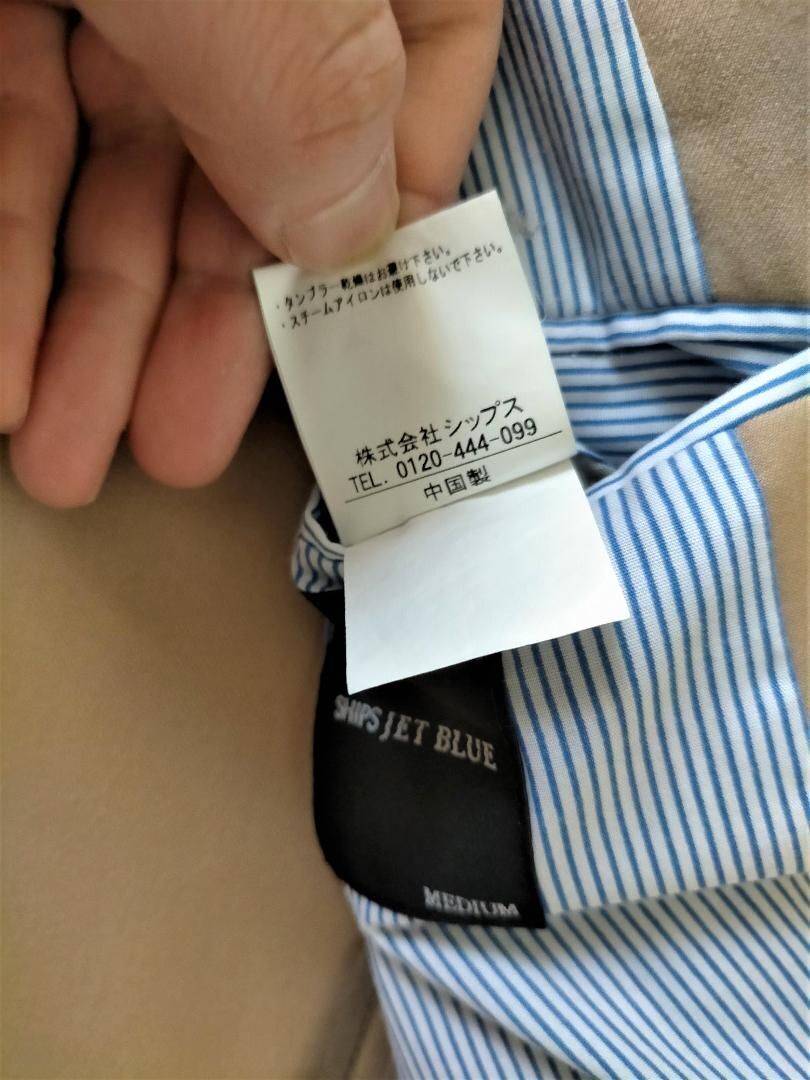 ・タンブラー乾燥はお避け下さい。
・スチームアイロンは使用しないで下さい。
株式会社シップス
TEL. 0120-444-099
中国製
SHIPS JET BLUE
MEDIUM